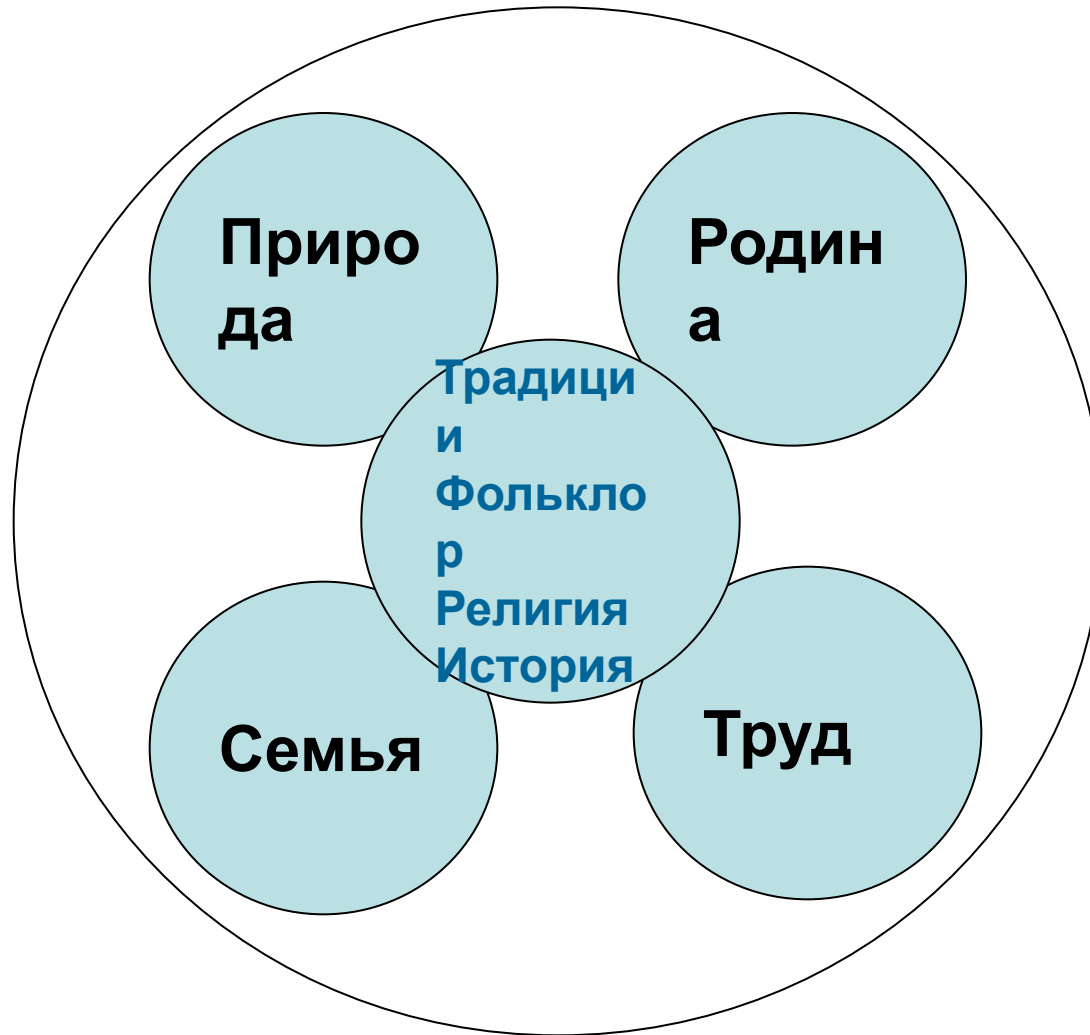 Приро
да
Родин
а
Традици
и
Фолькло
р
Религия
История
Семья
Труд